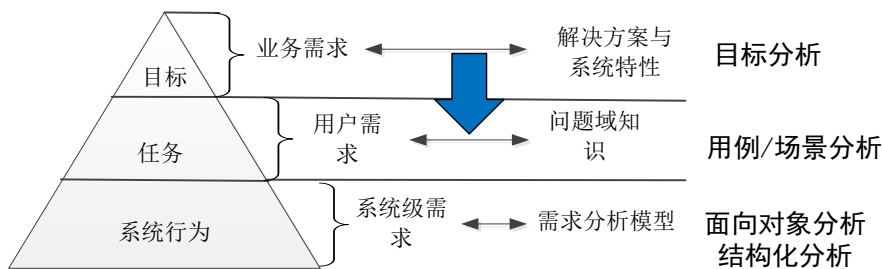 目标
业务需求
解决方案与
系统特性
目标分析
任务
用户需
求
问题域知
识
用例/场景分析
系统行为
系统级需
求
需求分析模型
面向对象分析
结构化分析